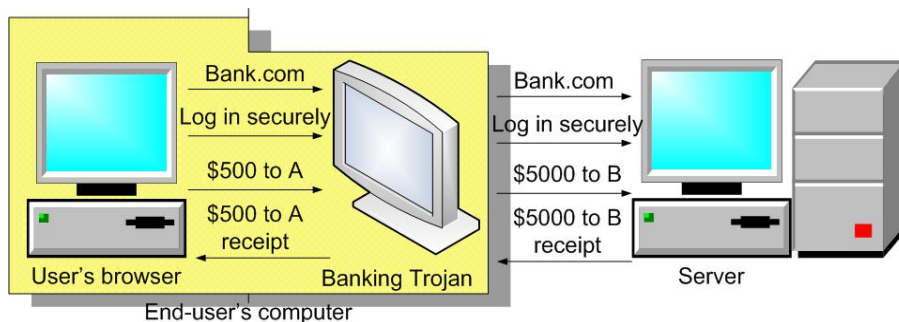 Bank.com
Log in securely
$500 to A
$500 to A
receipt
User's browser
Banking Trojan
End-user's computer
Bank.com
Log in securely
$5000 to B
$5000 to B
receipt
Server